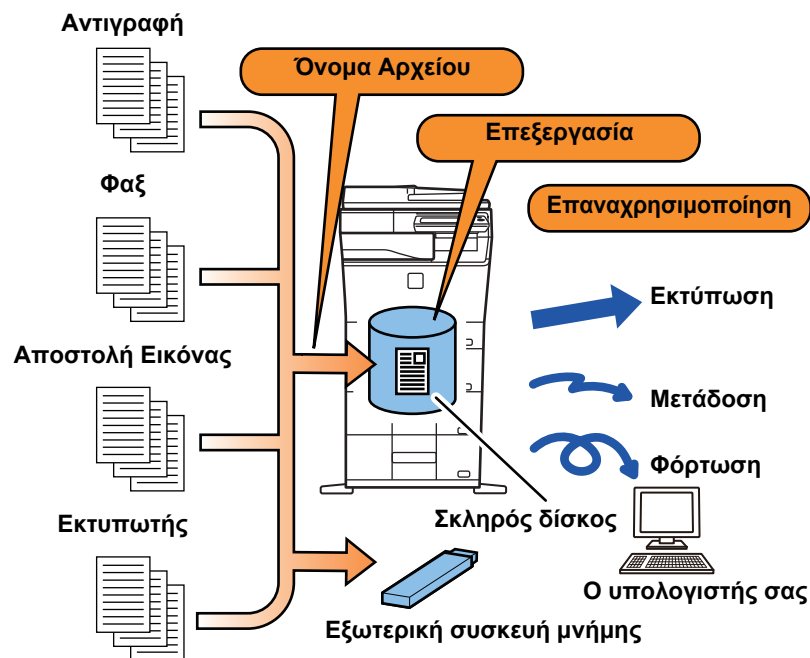 Αντιγραφή
Όνομα Αρχείου
Επεξεργασία
Φαξ
Επαναχρησιμοποίηση
Εκτύπωση
Αποστολή Εικόνας
Μετάδοση
Φόρτωση
Εκτυπωτής
Σκληρός δίσκος
Ο υπολογιστής σας
Εξωτερική συσκευή μνήμης